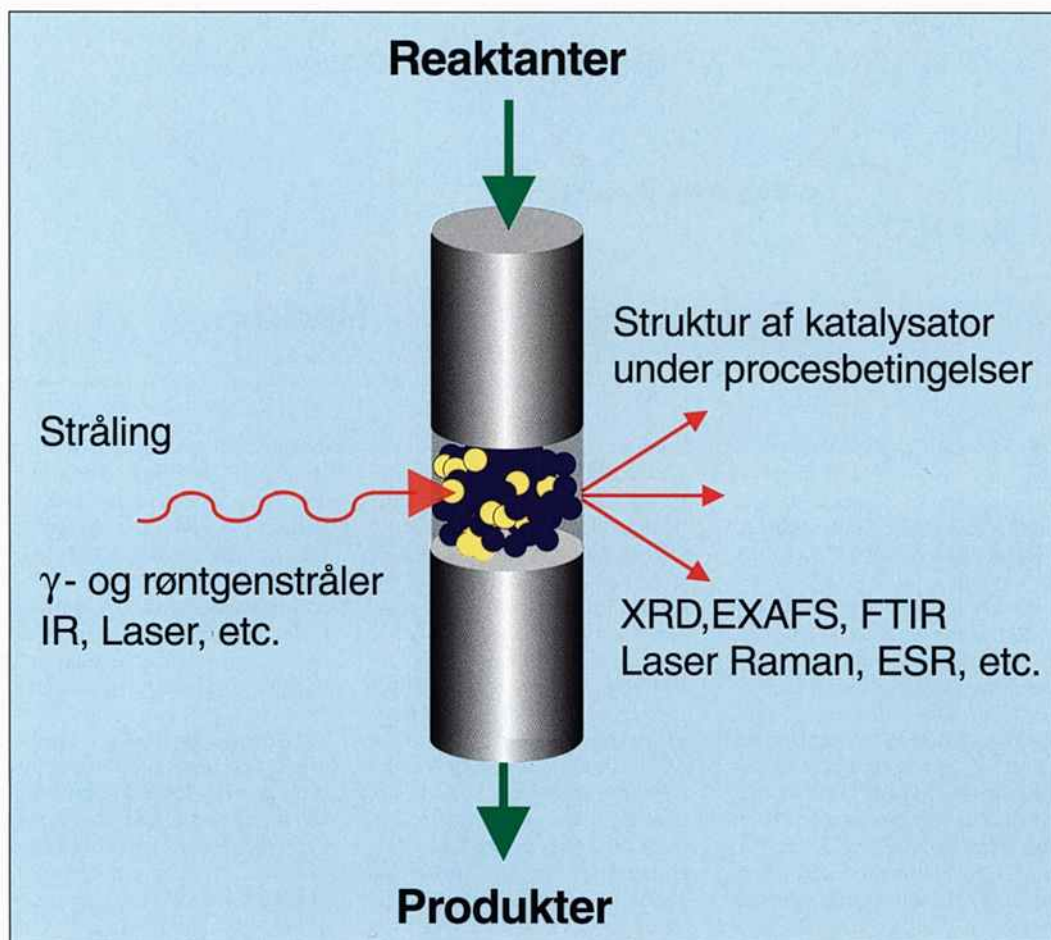 Reaktanter
Struktur af katalysator
under procesbetingelser
Stråling
γ- og røntgenstråler
IR, Laser, etc.
XRD,EXAFS, FTIR
Laser Raman, ESR, etc.
Produkter